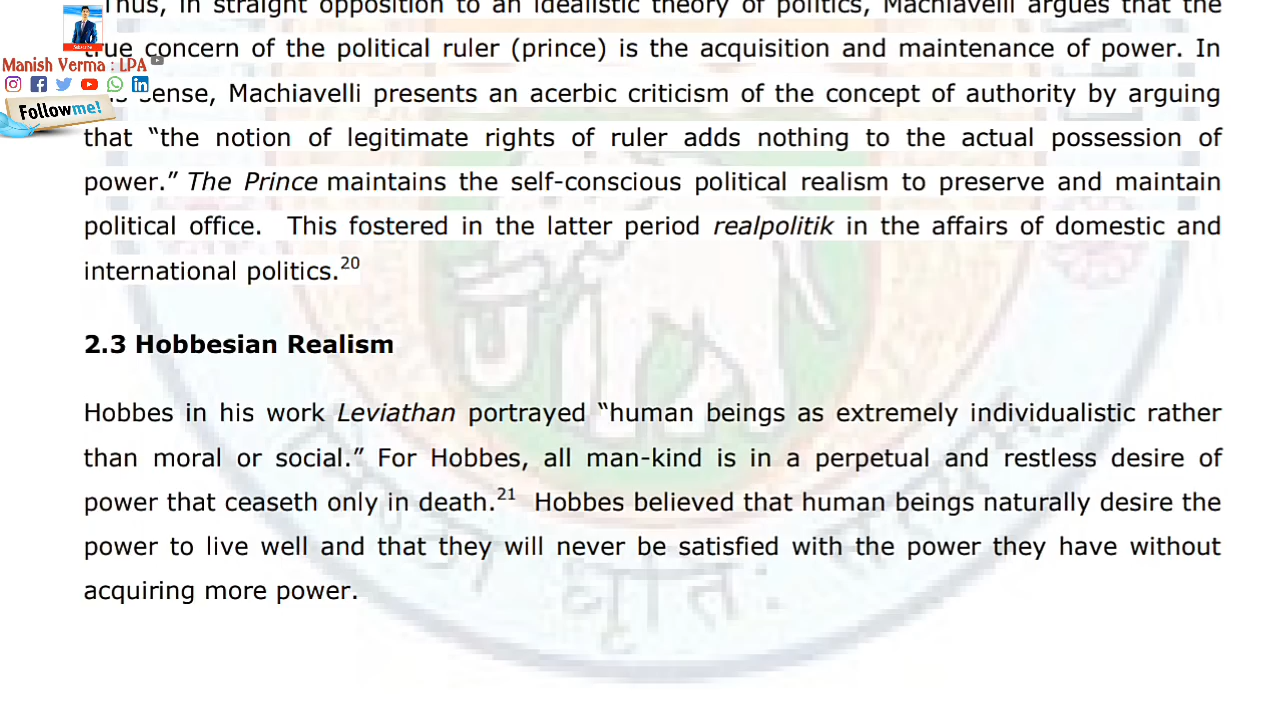 Thus, in straight opposition to an idealistic theory of politics, Machiavelli argues that the
true concern of the political ruler (prince) is the acquisition and maintenance of power. In
Manish Verma : LPA
sense, Machiavelli presents an acerbic criticism of the concept of authority by arguing
Followme!
that “the notion of legitimate rights of ruler adds nothing to the actual possession of
power.” The Prince maintains the self-conscious political realism to preserve and maintain
political office. This fostered in the latter period realpolitik in the affairs of domestic and
international politics.20
2.3 Hobbesian Realism
Hobbes in his work Leviathan portrayed “human beings as extremely individualistic rather
than moral or social.” For Hobbes, all man-kind is in a perpetual and restless desire of
power that ceaseth only in death.21 Hobbes believed that human beings naturally desire the
power to live well and that they will never be satisfied with the power they have without
acquiring more power.